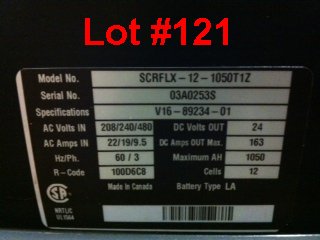 Lot #121
Model No. SCRFLX-12-1050T1Z
Serial No. 03A0253S
Specifications V16-89234-01
AC Volts IN 208/240/480 DC Volts OUT 24
AC Amps IN 22/19/9.5 DC Amps OUT Max. 163
Hz/Ph. 60 / 3 Maximum AH 1050
R-Code 100D6C8 Cells 12
Made in Canada Battery Type LA
NRTL/C